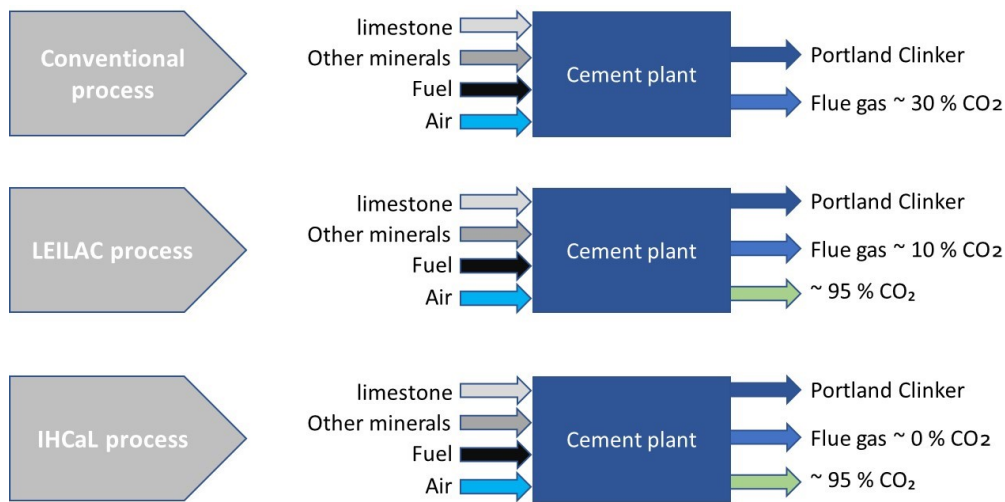 Conventional
process
limestone
Other minerals
Fuel
Air
Cement plant
Portland Clinker
Flue gas ~ 30 % CO2
LEILAC process
limestone
Other minerals
Fuel
Air
Cement plant
Portland Clinker
Flue gas ~ 10 % CO2
~ 95 % CO₂
IHCaL process
limestone
Other minerals
Fuel
Air
Cement plant
Portland Clinker
Flue gas ~ 0 % CO2
~ 95 % CO₂